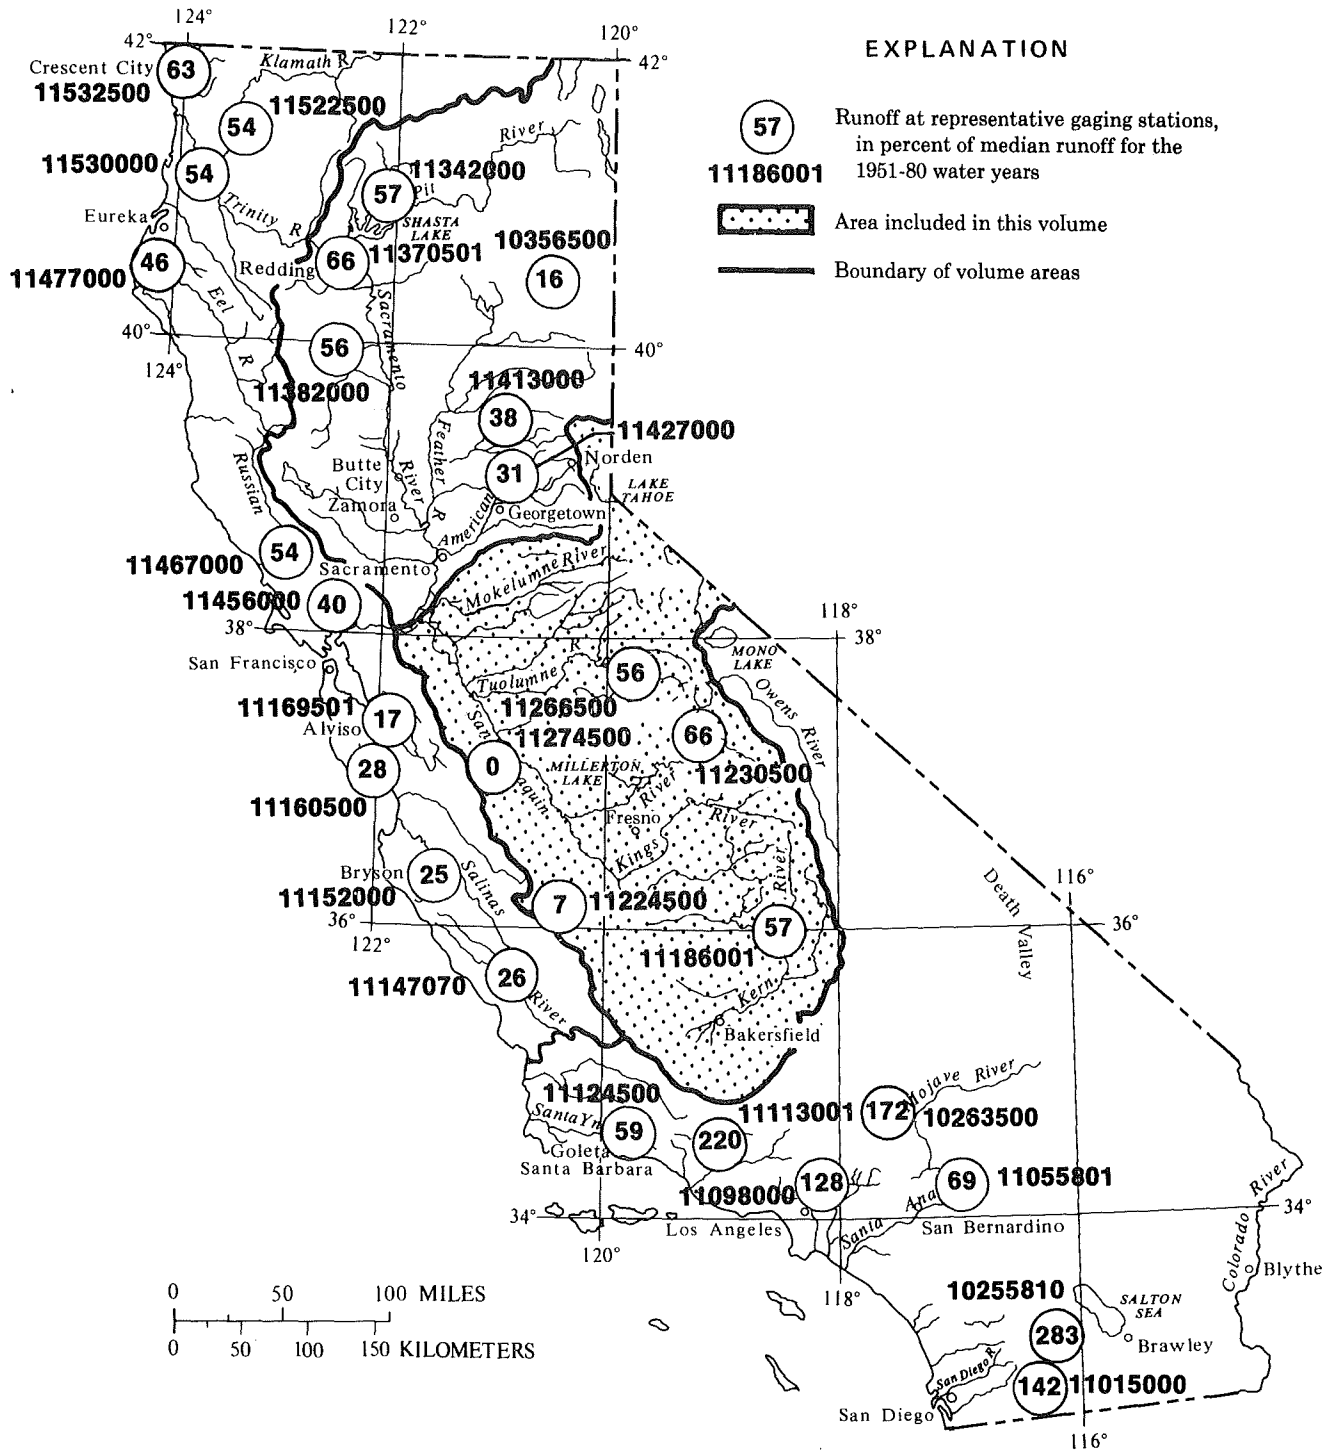 124°
122°
120°
42°
42°
EXPLANATION
57
11186001
Runoff at representative gaging stations,
in percent of median runoff for the
1951-80 water years
Area included in this volume
Boundary of volume areas
Crescent City
63
11532500
Klamath R
54
11522500
11530000
54
River
11342000
57
Pit
Trinity R
Eureka
SHASTA
LAKE
10356500
16
11370501
66
Redding
46
11477000
Eel R
Sacramento
40°
40°
124°
56
11382000
11413000
38
11427000
31
Norden
Feather R
Butte
City
River
Zamora
LAKE
TAHOE
Georgetown
American
Russian
54
11467000
Sacramento
Mokelumne River
11456000
40
38°
118°
38°
San Francisco
MONO
LAKE
R
56
Tuolumne
Owens River
11266500
11169501
17
San
11274500
66
Alviso
0
MILLERTON
LAKE
28
11230500
11160500
aquin
River
Fresno
River
Kings
River
Bryson
25
Salinas
11152000
7
11224500
116°
Death Valley
36°
36°
122°
57
11186001
11147070
26
River
Kern
Bakersfield
11124500
Santa Yn
59
11113001
220
172
Mojave River
10263500
Goleta
Santa Barbara
11098000
128
69
11055801
Santa Ana
34°
34°
Los Angeles
San Bernardino
120°
118°
River
Colorado
Blythe
0 50 100 MILES
0 50 100 150 KILOMETERS
10255810
SALTON
SEA
283
Brawley
San Diego R
142
11015000
San Diego
116°